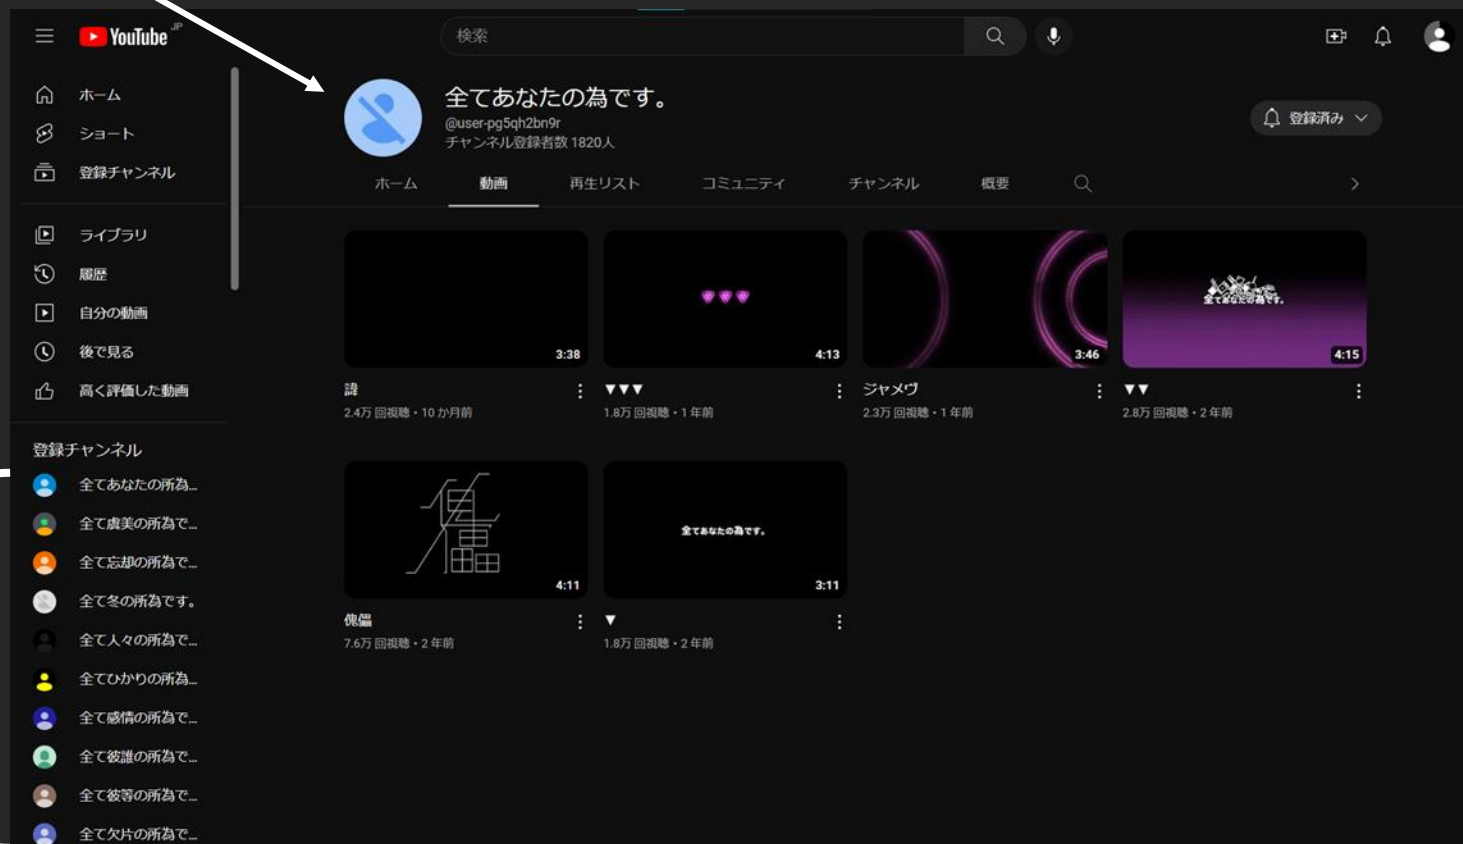 YouTube JP
検索
ホーム
ショート
登録チャンネル
ライブラリ
履歴
自分の動画
後で見る
高く評価した動画
登録チャンネル
全てあなたの所為...
全て虚美の所為で...
全て忘却の所為で...
全て冬の所為です。
全て人々の所為で...
全てひかりの所為...
全て感情の所為で...
全て彼誰の所為で...
全て彼等の所為で...
全て欠片の所為で...
全てあなたの為です。
@user-pg5qh2bn9r
チャンネル登録者数 1820人
登録済み
ホーム 動画 再生リスト コミュニティ チャンネル 概要
3:38
諱
2.4万 回視聴・10 か月前
4:13
▼▼▼
1.8万 回視聴・1 年前
3:46
ジャメヴ
2.3万 回視聴・1 年前
全てあなたの為です。
4:15
▼▼
2.8万 回視聴・2 年前
傀儡
4:11
傀儡
7.6万 回視聴・2 年前
全てあなたの為です。
3:11
▼
1.8万 回視聴・2 年前